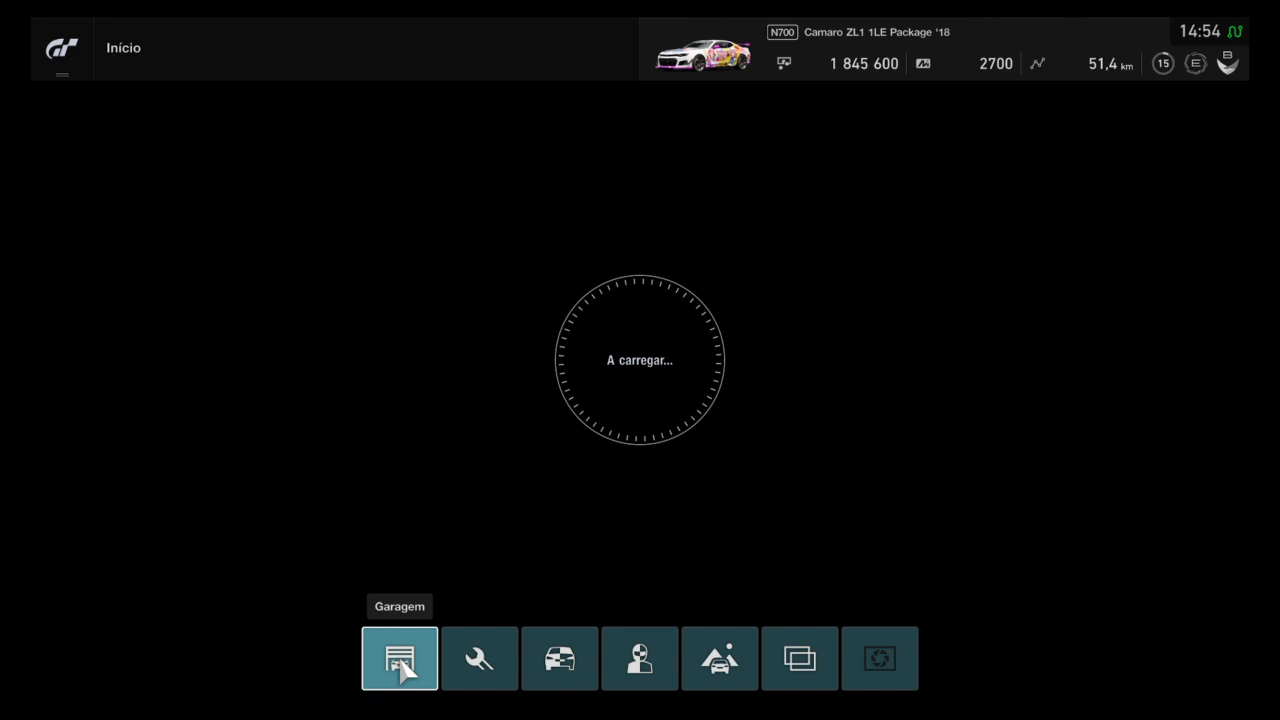 Início
N700 Camaro ZL1 1LE Package '18
14:54
1 845 600
2700
51,4 km
15
E
B
A carregar...
Garagem